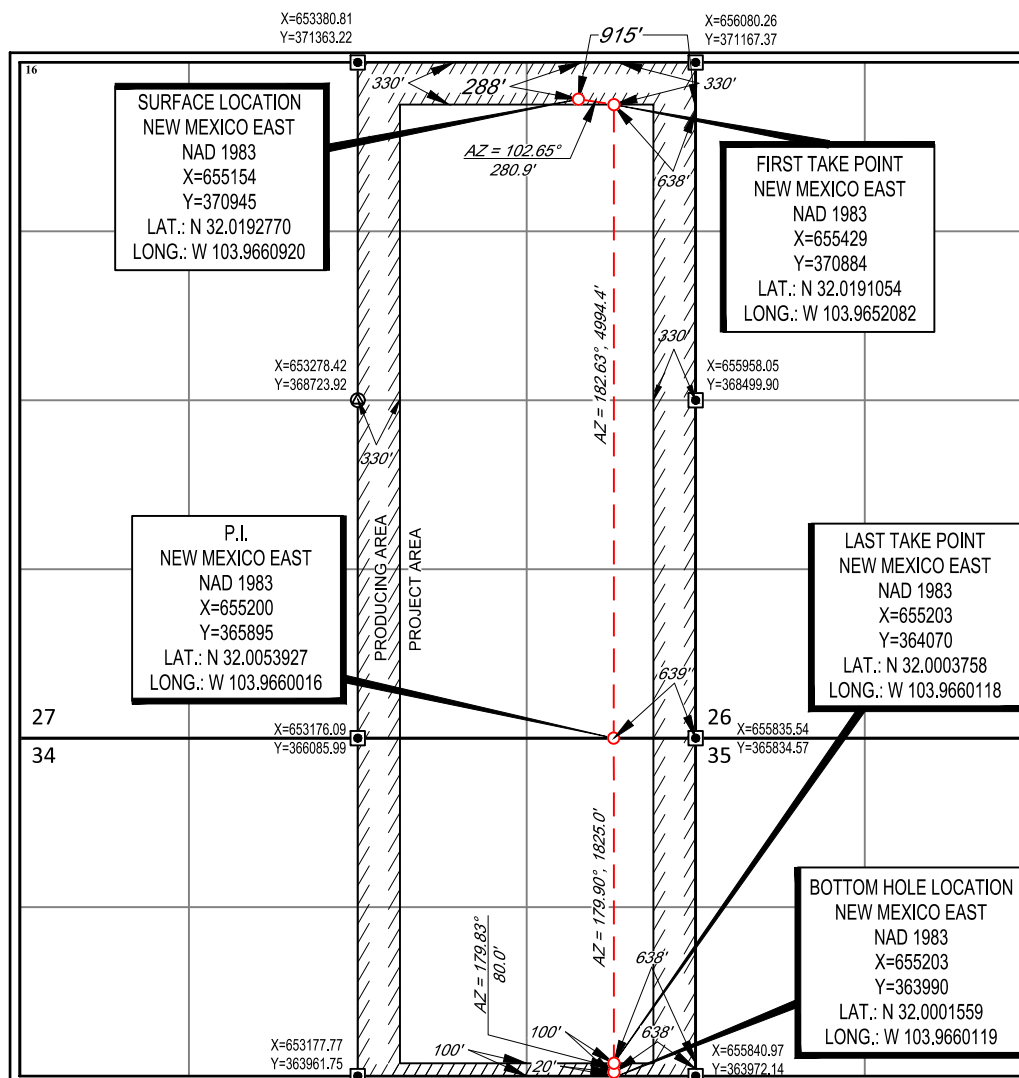 X=653380.81
Y=371363.22
X=656080.26
Y=371167.37
915'
16
330'
288'
330'
SURFACE LOCATION
NEW MEXICO EAST
NAD 1983
X=655154
Y=370945
LAT.: N 32.0192770
LONG.: W 103.9660920
AZ = 102.65°
280.9'
638'
FIRST TAKE POINT
NEW MEXICO EAST
NAD 1983
X=655429
Y=370884
LAT.: N 32.0191054
LONG.: W 103.9652082
AZ = 182.63°, 4994.4'
X=653278.42
Y=368723.92
330'
X=655958.05
Y=368499.90
330'
P.I.
NEW MEXICO EAST
NAD 1983
X=655200
Y=365895
LAT.: N 32.0053927
LONG.: W 103.9660016
PRODUCING AREA
PROJECT AREA
LAST TAKE POINT
NEW MEXICO EAST
NAD 1983
X=655203
Y=364070
LAT.: N 32.0003758
LONG.: W 103.9660118
639'
27
X=653176.09
Y=366085.99
26
X=655835.54
Y=365834.57
34
35
AZ = 179.90°, 1825.0'
BOTTOM HOLE LOCATION
NEW MEXICO EAST
NAD 1983
X=655203
Y=363990
LAT.: N 32.0001559
LONG.: W 103.9660119
AZ = 179.83°
80.0'
638'
100'
638'
X=653177.77
Y=363961.75
100'
20'
X=655840.97
Y=363972.14